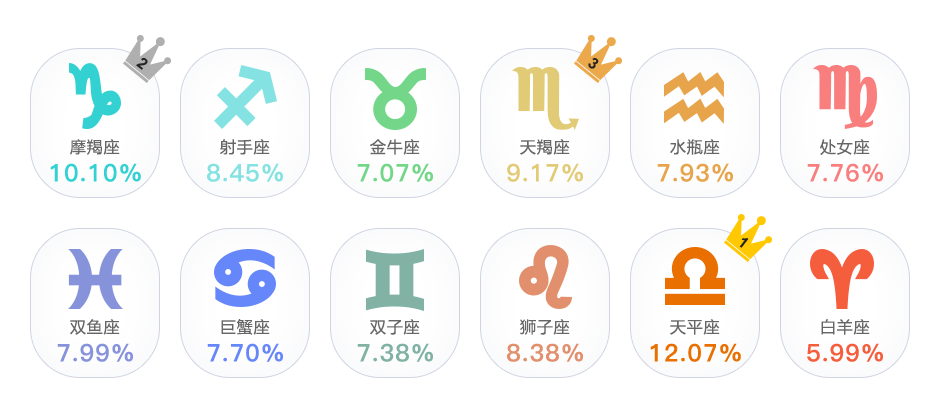 2
3
摩羯座
射手座
金牛座
天羯座
水瓶座
处女座
10.10%
8.45%
7.07%
9.17%
7.93%
7.76%
1
双鱼座
巨蟹座
双子座
狮子座
天平座
白羊座
7.99%
7.70%
7.38%
8.38%
12.07%
5.99%